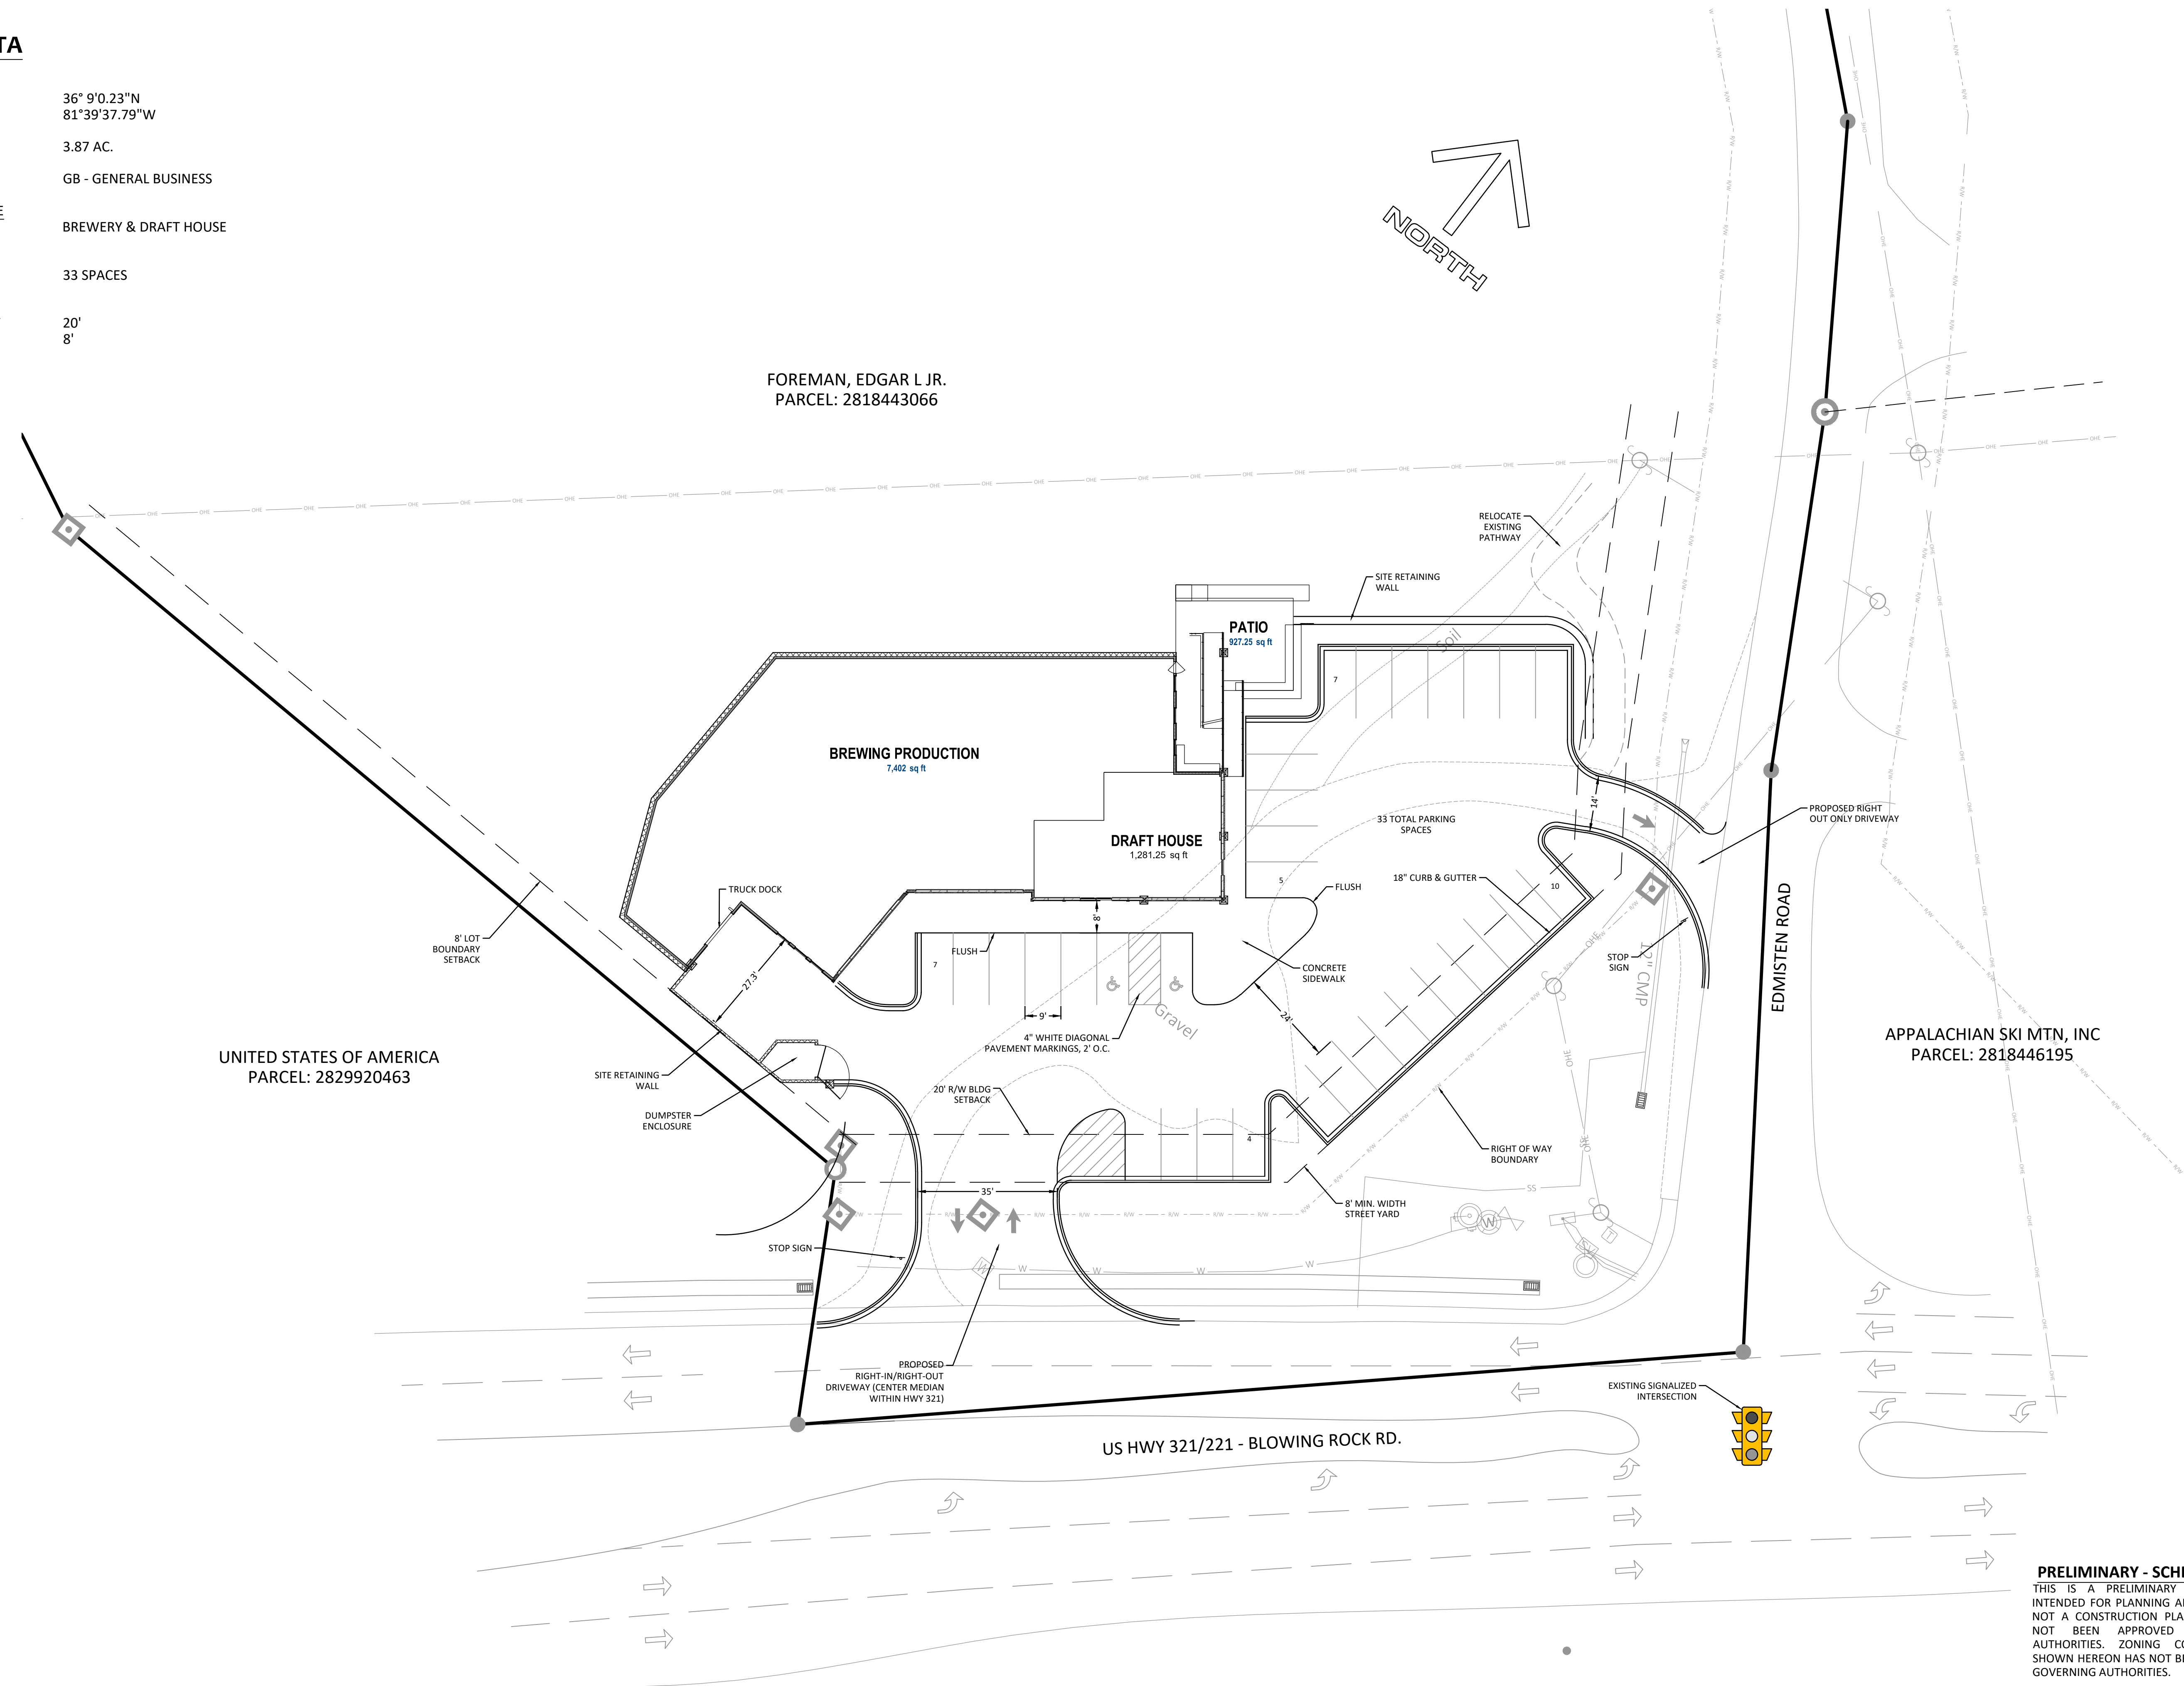 TA
36° 9'0.23"N
81°39'37.79"W
3.87 AC.
GB - GENERAL BUSINESS
E
BREWERY & DRAFT HOUSE
33 SPACES
20'
8'
NORTH
FOREMAN, EDGAR L JR.
PARCEL: 2818443066
RELOCATE
EXISTING
PATHWAY
SITE RETAINING
WALL
PATIO
927.25 sq ft
Soil
7
BREWING PRODUCTION
7,402 sq ft
DRAFT HOUSE
1,281.25 sq ft
33 TOTAL PARKING
SPACES
14'
PROPOSED RIGHT
OUT ONLY DRIVEWAY
TRUCK DOCK
5
FLUSH
18" CURB & GUTTER
10
8'
8' LOT
BOUNDARY
SETBACK
FLUSH
7
27.3'
CONCRETE
SIDEWALK
STOP
SIGN
12" CMP
EDMISTEN ROAD
9'
Gravel
24'
4" WHITE DIAGONAL
PAVEMENT MARKINGS, 2' O.C.
UNITED STATES OF AMERICA
PARCEL: 2829920463
APPALACHIAN SKI MTN, INC
PARCEL: 2818446195
SITE RETAINING
WALL
20' R/W BLDG
SETBACK
DUMPSTER
ENCLOSURE
4
RIGHT OF WAY
BOUNDARY
35'
8' MIN. WIDTH
STREET YARD
SS
W
T
STOP SIGN
W
W
W
W
W
PROPOSED
RIGHT-IN/RIGHT-OUT
DRIVEWAY (CENTER MEDIAN
WITHIN HWY 321)
EXISTING SIGNALIZED
INTERSECTION
US HWY 321/221 - BLOWING ROCK RD.
PRELIMINARY - SCH
THIS IS A PRELIMINARY
INTENDED FOR PLANNING A
NOT A CONSTRUCTION PLA
NOT BEEN APPROVED
AUTHORITIES. ZONING CO
SHOWN HEREON HAS NOT B
GOVERNING AUTHORITIES.